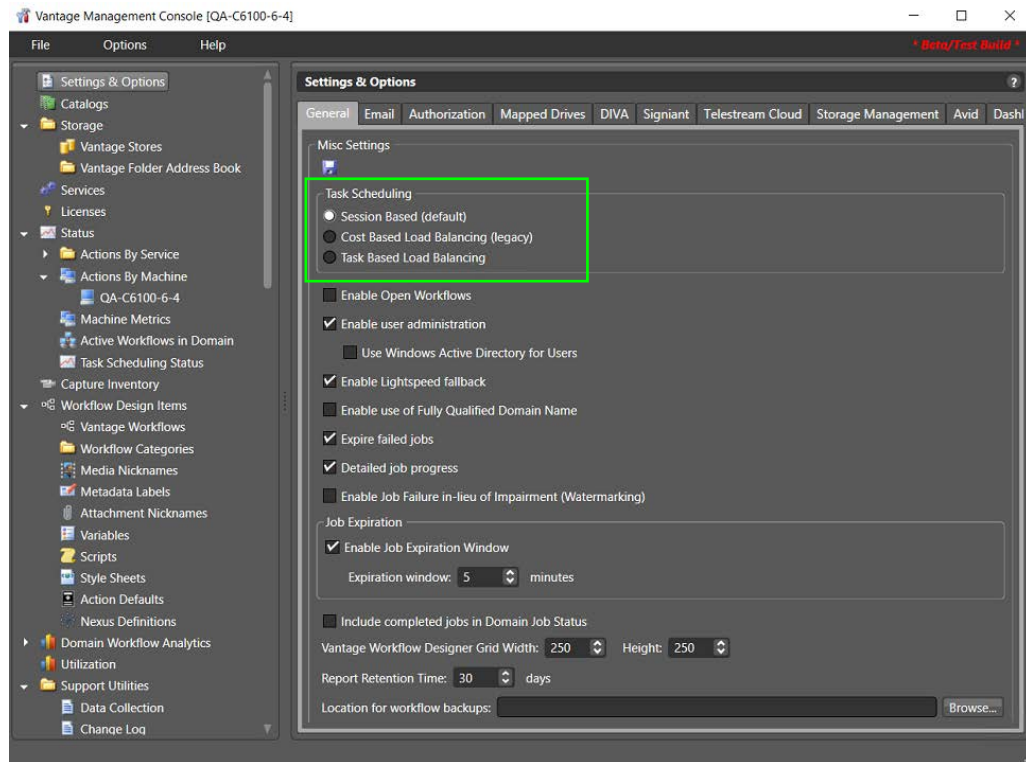 Vantage Management Console [QA-C6100-6-4]
File Options Help * Beta/Test Build *
Settings & Options
Catalogs
Storage
Vantage Stores
Vantage Folder Address Book
Services
Licenses
Status
Actions By Service
Actions By Machine
QA-C6100-6-4
Machine Metrics
Active Workflows in Domain
Task Scheduling Status
Capture Inventory
Workflow Design Items
Vantage Workflows
Workflow Categories
Media Nicknames
Metadata Labels
Attachment Nicknames
Variables
Scripts
Style Sheets
Action Defaults
Nexus Definitions
Domain Workflow Analytics
Utilization
Support Utilities
Data Collection
Change Log
Settings & Options ?
General Email Authorization Mapped Drives DIVA Signiant Telestream Cloud Storage Management Avid Dashl
Misc Settings
Task Scheduling
Session Based (default)
Cost Based Load Balancing (legacy)
Task Based Load Balancing
Enable Open Workflows
Enable user administration
Use Windows Active Directory for Users
Enable Lightspeed fallback
Enable use of Fully Qualified Domain Name
Expire failed jobs
Detailed job progress
Enable Job Failure in-lieu of Impairment (Watermarking)
Job Expiration
Enable Job Expiration Window
Expiration window: 5 minutes
Include completed jobs in Domain Job Status
Vantage Workflow Designer Grid Width: 250 Height: 250
Report Retention Time: 30 days
Location for workflow backups: Browse...